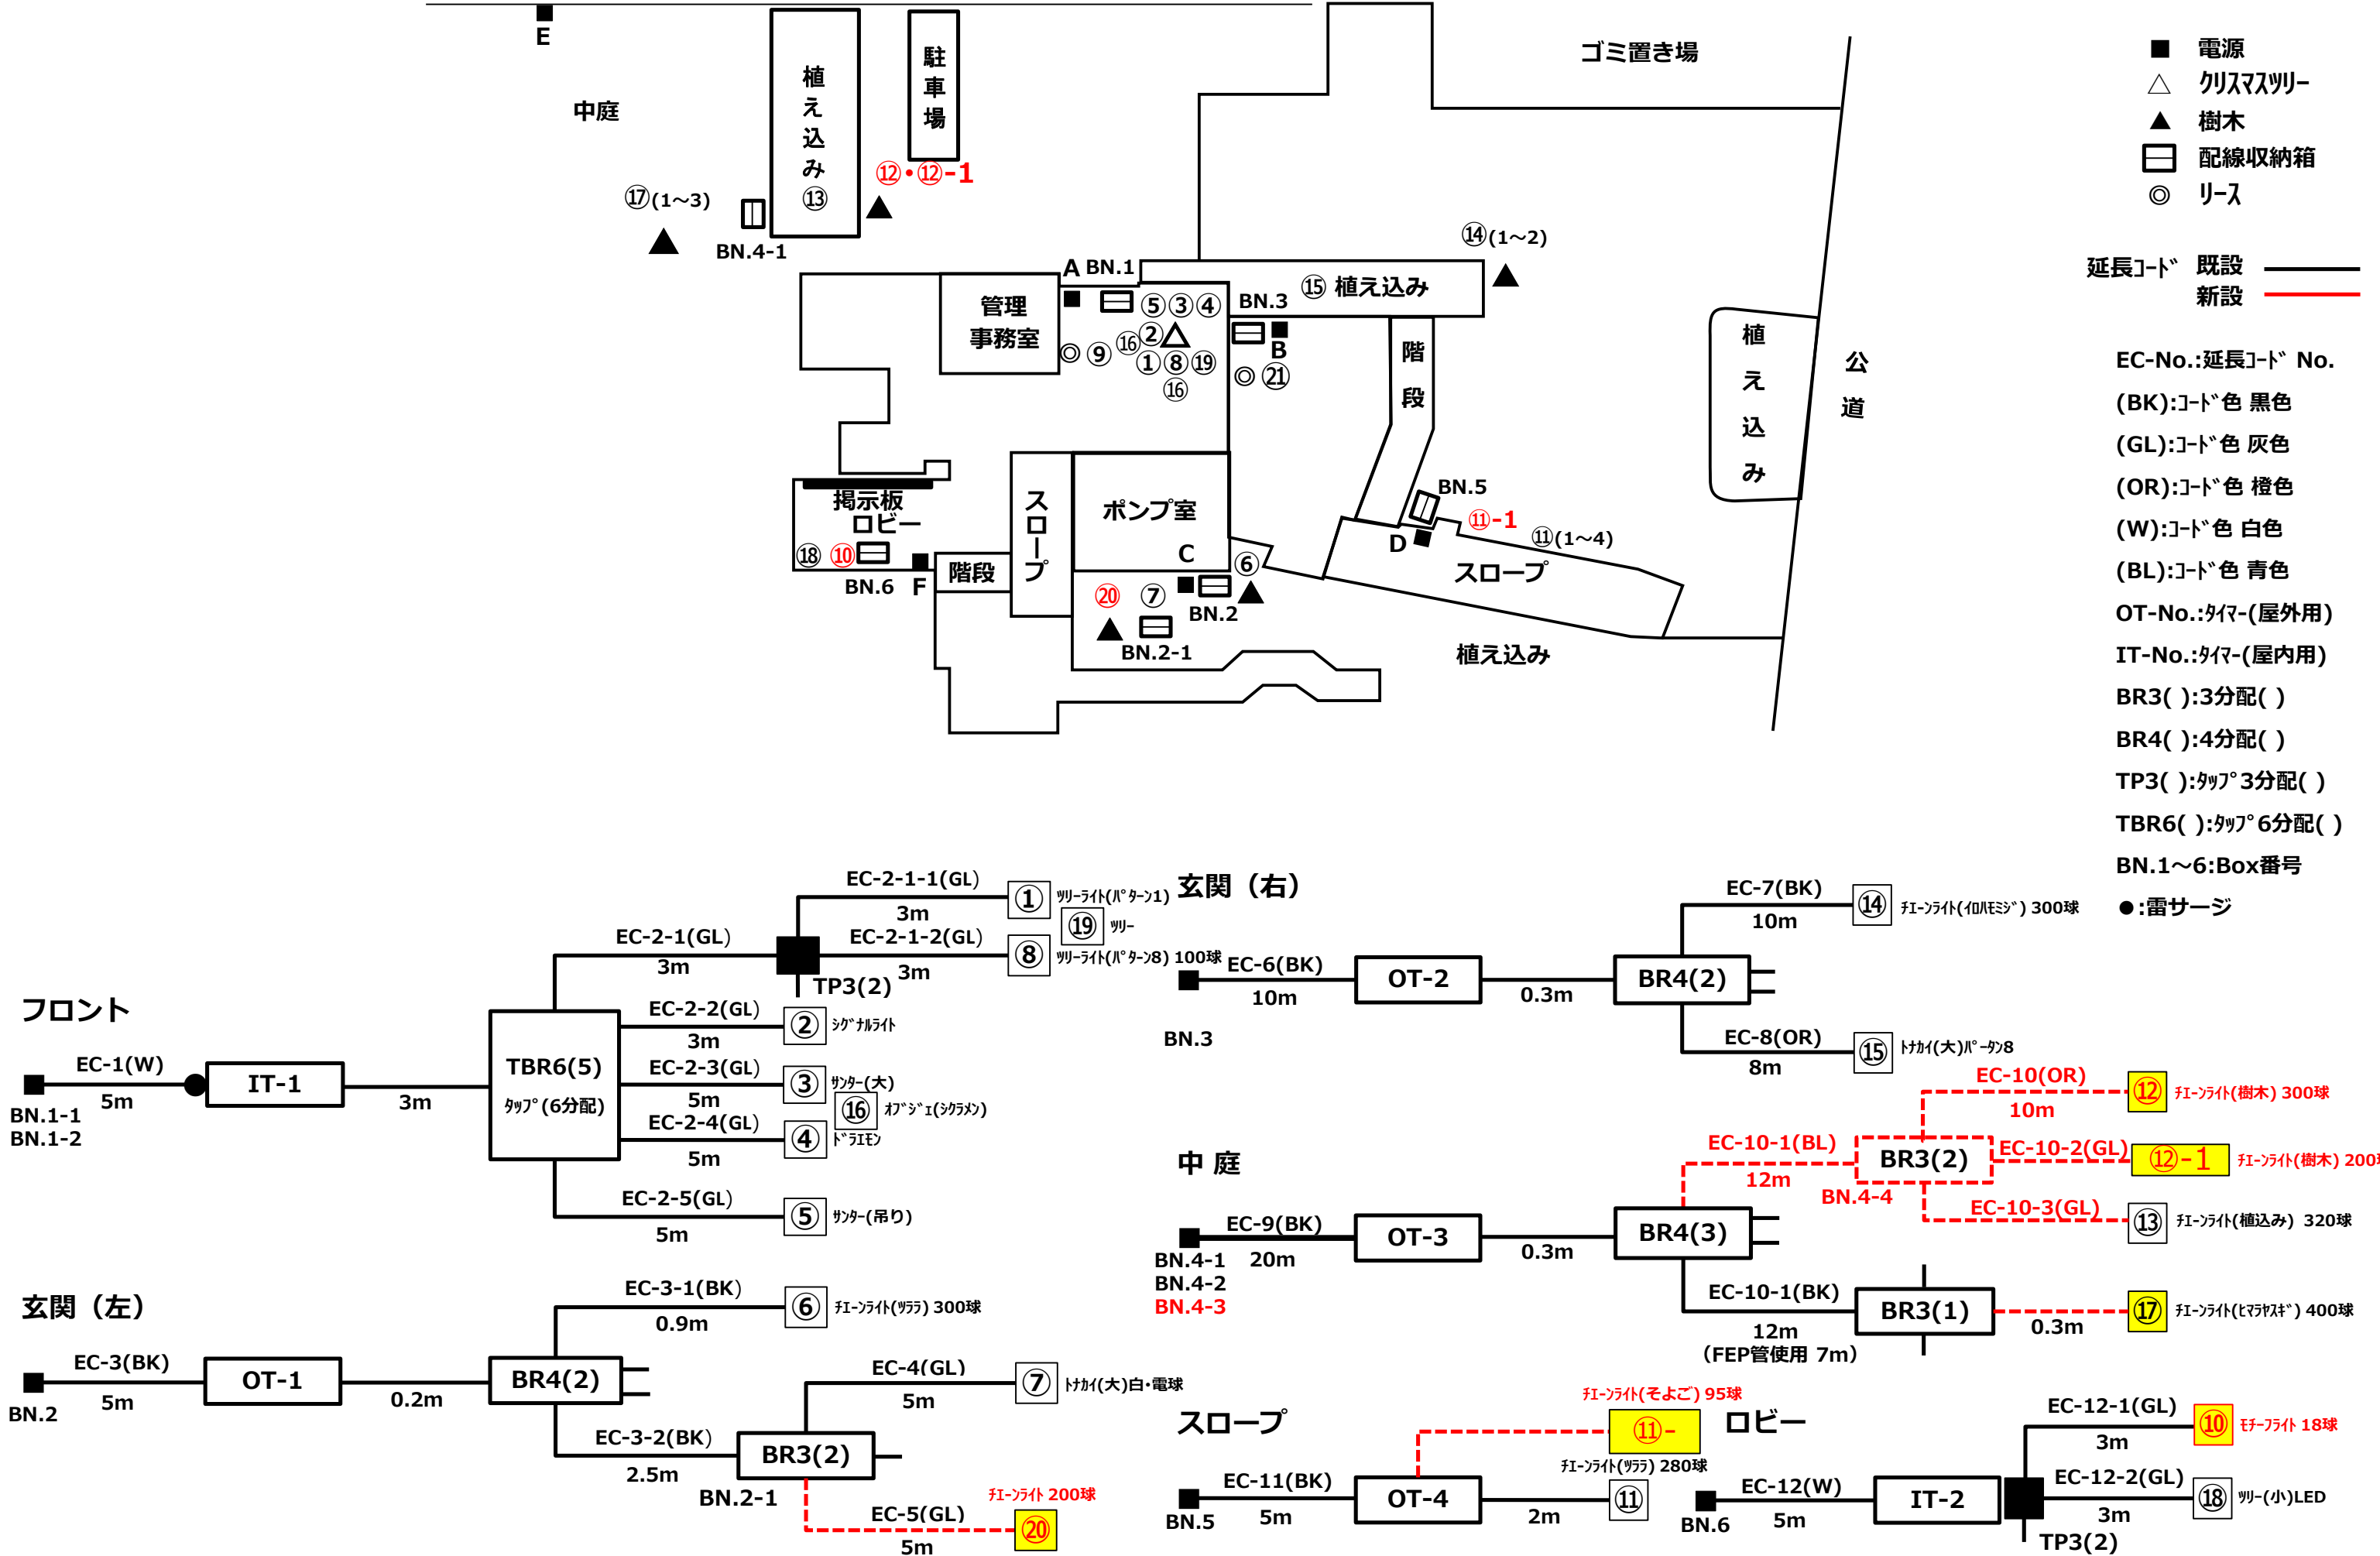 E
中庭
植え込み
⑬
駐車場
⑫・⑫-1
⑰(1～3)
BN.4-1
ゴミ置き場
⑭(1～2)
A BN.1
管理
事務室
⑤③④
⑯②
①⑧⑲
⑯
◎⑨
⑮ 植え込み
BN.3
B
◎㉑
階段
植え込み
公道
掲示板
ロビー
⑱ ⑩
BN.6
F
階段
スロープ
ポンプ室
C
⑥
BN.2
⑳ ⑦
BN.2-1
BN.5
⑪-1
D
⑪(1～4)
スロープ
植え込み
■ 電源
△ ｸﾘｽﾏｽﾂﾘｰ
▲ 樹木
配線収納箱
◎ ﾘｰｽ
延長ｺｰﾄﾞ 既設
新設
EC-No.:延長ｺｰﾄﾞ No.
(BK):ｺｰﾄﾞ色 黒色
(GL):ｺｰﾄﾞ色 灰色
(OR):ｺｰﾄﾞ色 橙色
(W):ｺｰﾄﾞ色 白色
(BL):ｺｰﾄﾞ色 青色
OT-No.:ﾀｲﾏｰ(屋外用)
IT-No.:ﾀｲﾏｰ(屋内用)
BR3( ):3分配( )
BR4( ):4分配( )
TP3( ):ﾀｯﾌﾟ3分配( )
TBR6( ):ﾀｯﾌﾟ6分配( )
BN.1～6:Box番号
●:雷サージ
フロント
EC-1(W)
5m
BN.1-1
BN.1-2
IT-1
3m
TBR6(5)
ﾀｯﾌﾟ(6分配)
EC-2-1(GL)
3m
TP3(2)
EC-2-1-1(GL)
3m
① ﾂﾘｰﾗｲﾄ(ﾊﾟﾀｰﾝ1)
⑲ ﾂﾘｰ
EC-2-1-2(GL)
3m
⑧ ﾂﾘｰﾗｲﾄ(ﾊﾟﾀｰﾝ8) 100球
EC-2-2(GL)
3m
② ｼｸﾞﾅﾙﾗｲﾄ
EC-2-3(GL)
5m
③ ｻﾝﾀｰ(大)
⑯ ｵﾌﾞｼﾞｪ(ｼｸﾗﾒﾝ)
EC-2-4(GL)
5m
④ ﾄﾞﾗｴﾓﾝ
EC-2-5(GL)
5m
⑤ ｻﾝﾀｰ(吊り)
玄関（左）
EC-3(BK)
5m
BN.2
OT-1
0.2m
BR4(2)
EC-3-1(BK)
0.9m
⑥ ﾁｴｰﾝﾗｲﾄ(ﾂﾗﾗ) 300球
EC-3-2(BK)
2.5m
BR3(2)
BN.2-1
EC-4(GL)
5m
⑦ ﾄﾅｶｲ(大)白・電球
EC-5(GL)
5m
ﾁｴｰﾝﾗｲﾄ 200球
⑳
玄関（右）
EC-6(BK)
10m
BN.3
OT-2
0.3m
BR4(2)
EC-7(BK)
10m
⑭ ﾁｴｰﾝﾗｲﾄ(ｲﾛﾊﾓﾐｼﾞ) 300球
EC-8(OR)
8m
⑮ ﾄﾅｶｲ(大)ﾊﾟｰﾀﾝ8
中 庭
EC-9(BK)
20m
BN.4-1
BN.4-2
BN.4-3
OT-3
0.3m
BR4(3)
EC-10-1(BL)
12m
BR3(2)
BN.4-4
EC-10(OR)
10m
⑫ ﾁｴｰﾝﾗｲﾄ(樹木) 300球
EC-10-2(GL)
⑫-1 ﾁｴｰﾝﾗｲﾄ(樹木) 200球
EC-10-3(GL)
⑬ ﾁｴｰﾝﾗｲﾄ(植込み) 320球
EC-10-1(BK)
12m
（FEP管使用 7m）
BR3(1)
0.3m
⑰ ﾁｴｰﾝﾗｲﾄ(ﾋﾏﾗﾔｽｷﾞ) 400球
スロープ
EC-11(BK)
5m
BN.5
OT-4
ﾁｴｰﾝﾗｲﾄ(そよご) 95球
⑪-
ﾁｴｰﾝﾗｲﾄ(ﾂﾗﾗ) 280球
2m
⑪
ロビー
EC-12(W)
5m
BN.6
IT-2
TP3(2)
EC-12-1(GL)
3m
⑩ ﾓﾁｰﾌﾗｲﾄ 18球
EC-12-2(GL)
3m
⑱ ﾂﾘｰ(小)LED